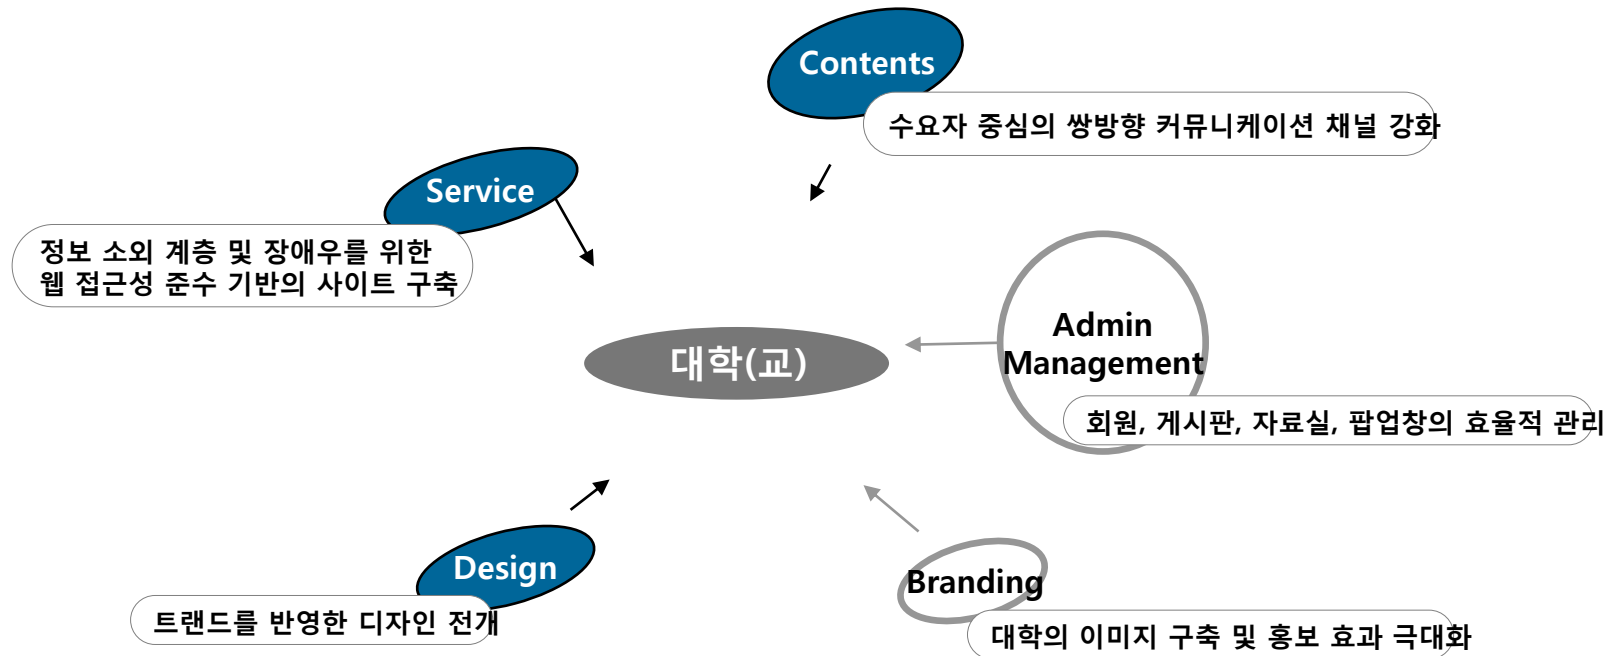 Contents
수요자 중심의 쌍방향 커뮤니케이션 채널 강화
Service
정보 소외 계층 및 장애우를 위한
웹 접근성 준수 기반의 사이트 구축
대학(교)
Admin
Management
회원, 게시판, 자료실, 팝업창의 효율적 관리
Design
트랜드를 반영한 디자인 전개
Branding
대학의 이미지 구축 및 홍보 효과 극대화